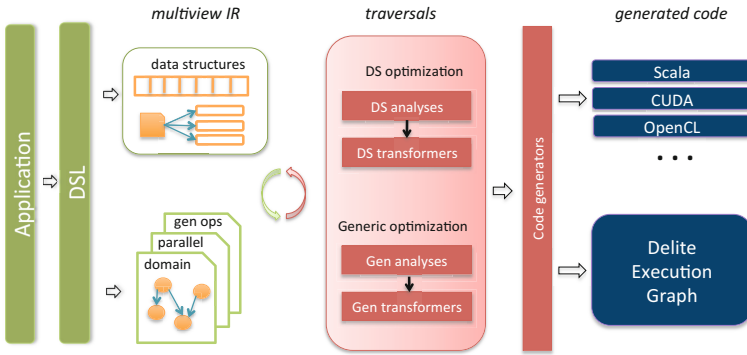 multiview IR
traversals
generated code
Application
DSL
data structures
gen ops
parallel
domain
DS optimization
DS analyses
DS transformers
Generic optimization
Gen analyses
Gen transformers
Code generators
Scala
CUDA
OpenCL
• • •
Delite
Execution
Graph